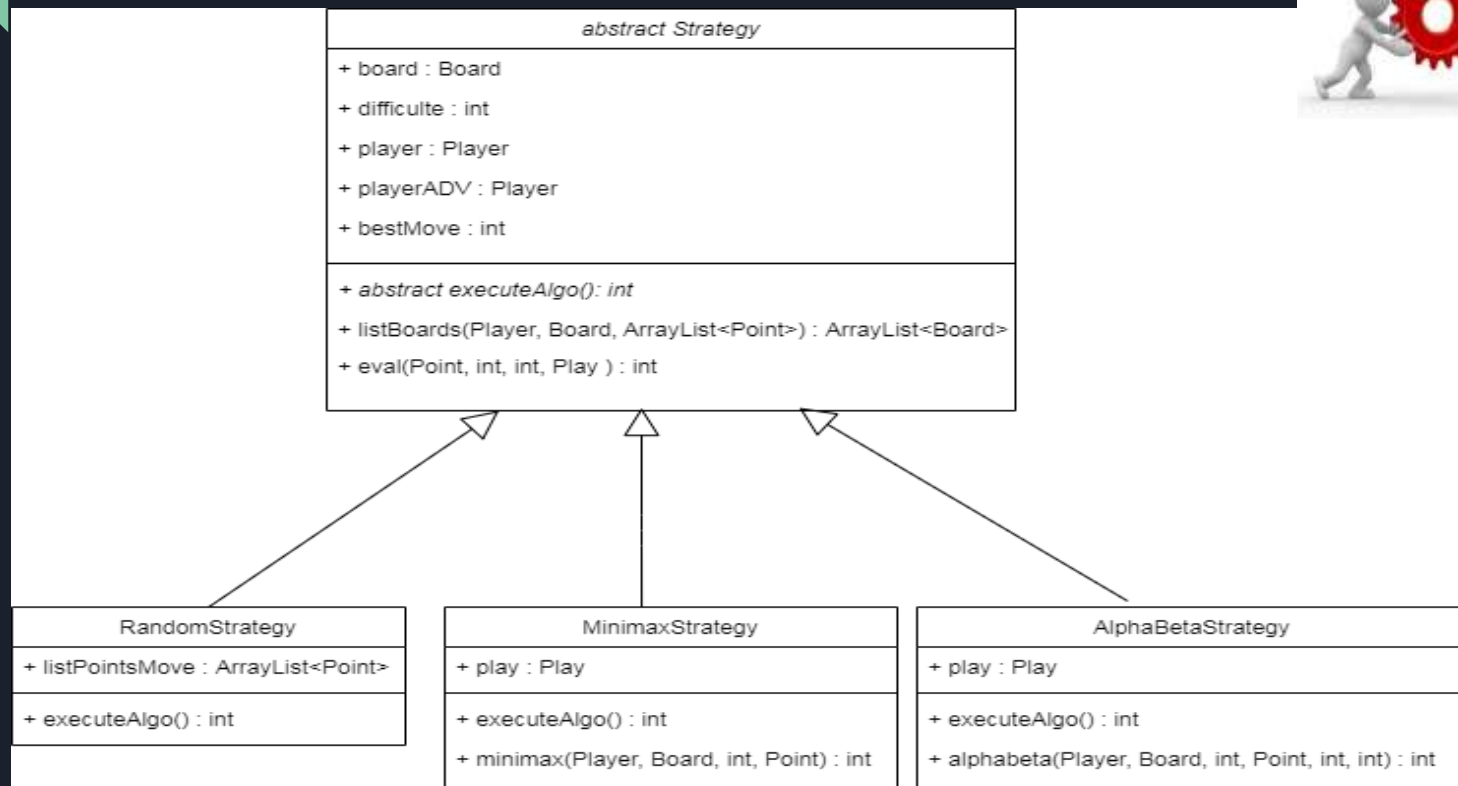 abstract Strategy
+ board : Board
+ difficulte : int
+ player : Player
+ playerADV : Player
+ bestMove : int
+ abstract executeAlgo(): int
+ listBoards(Player, Board, ArrayList<Point>) : ArrayList<Board>
+ eval(Point, int, int, Play ) : int
RandomStrategy
+ listPointsMove : ArrayList<Point>
+ executeAlgo() : int
MinimaxStrategy
+ play : Play
+ executeAlgo() : int
+ minimax(Player, Board, int, Point) : int
AlphaBetaStrategy
+ play : Play
+ executeAlgo() : int
+ alphabeta(Player, Board, int, Point, int, int) : int